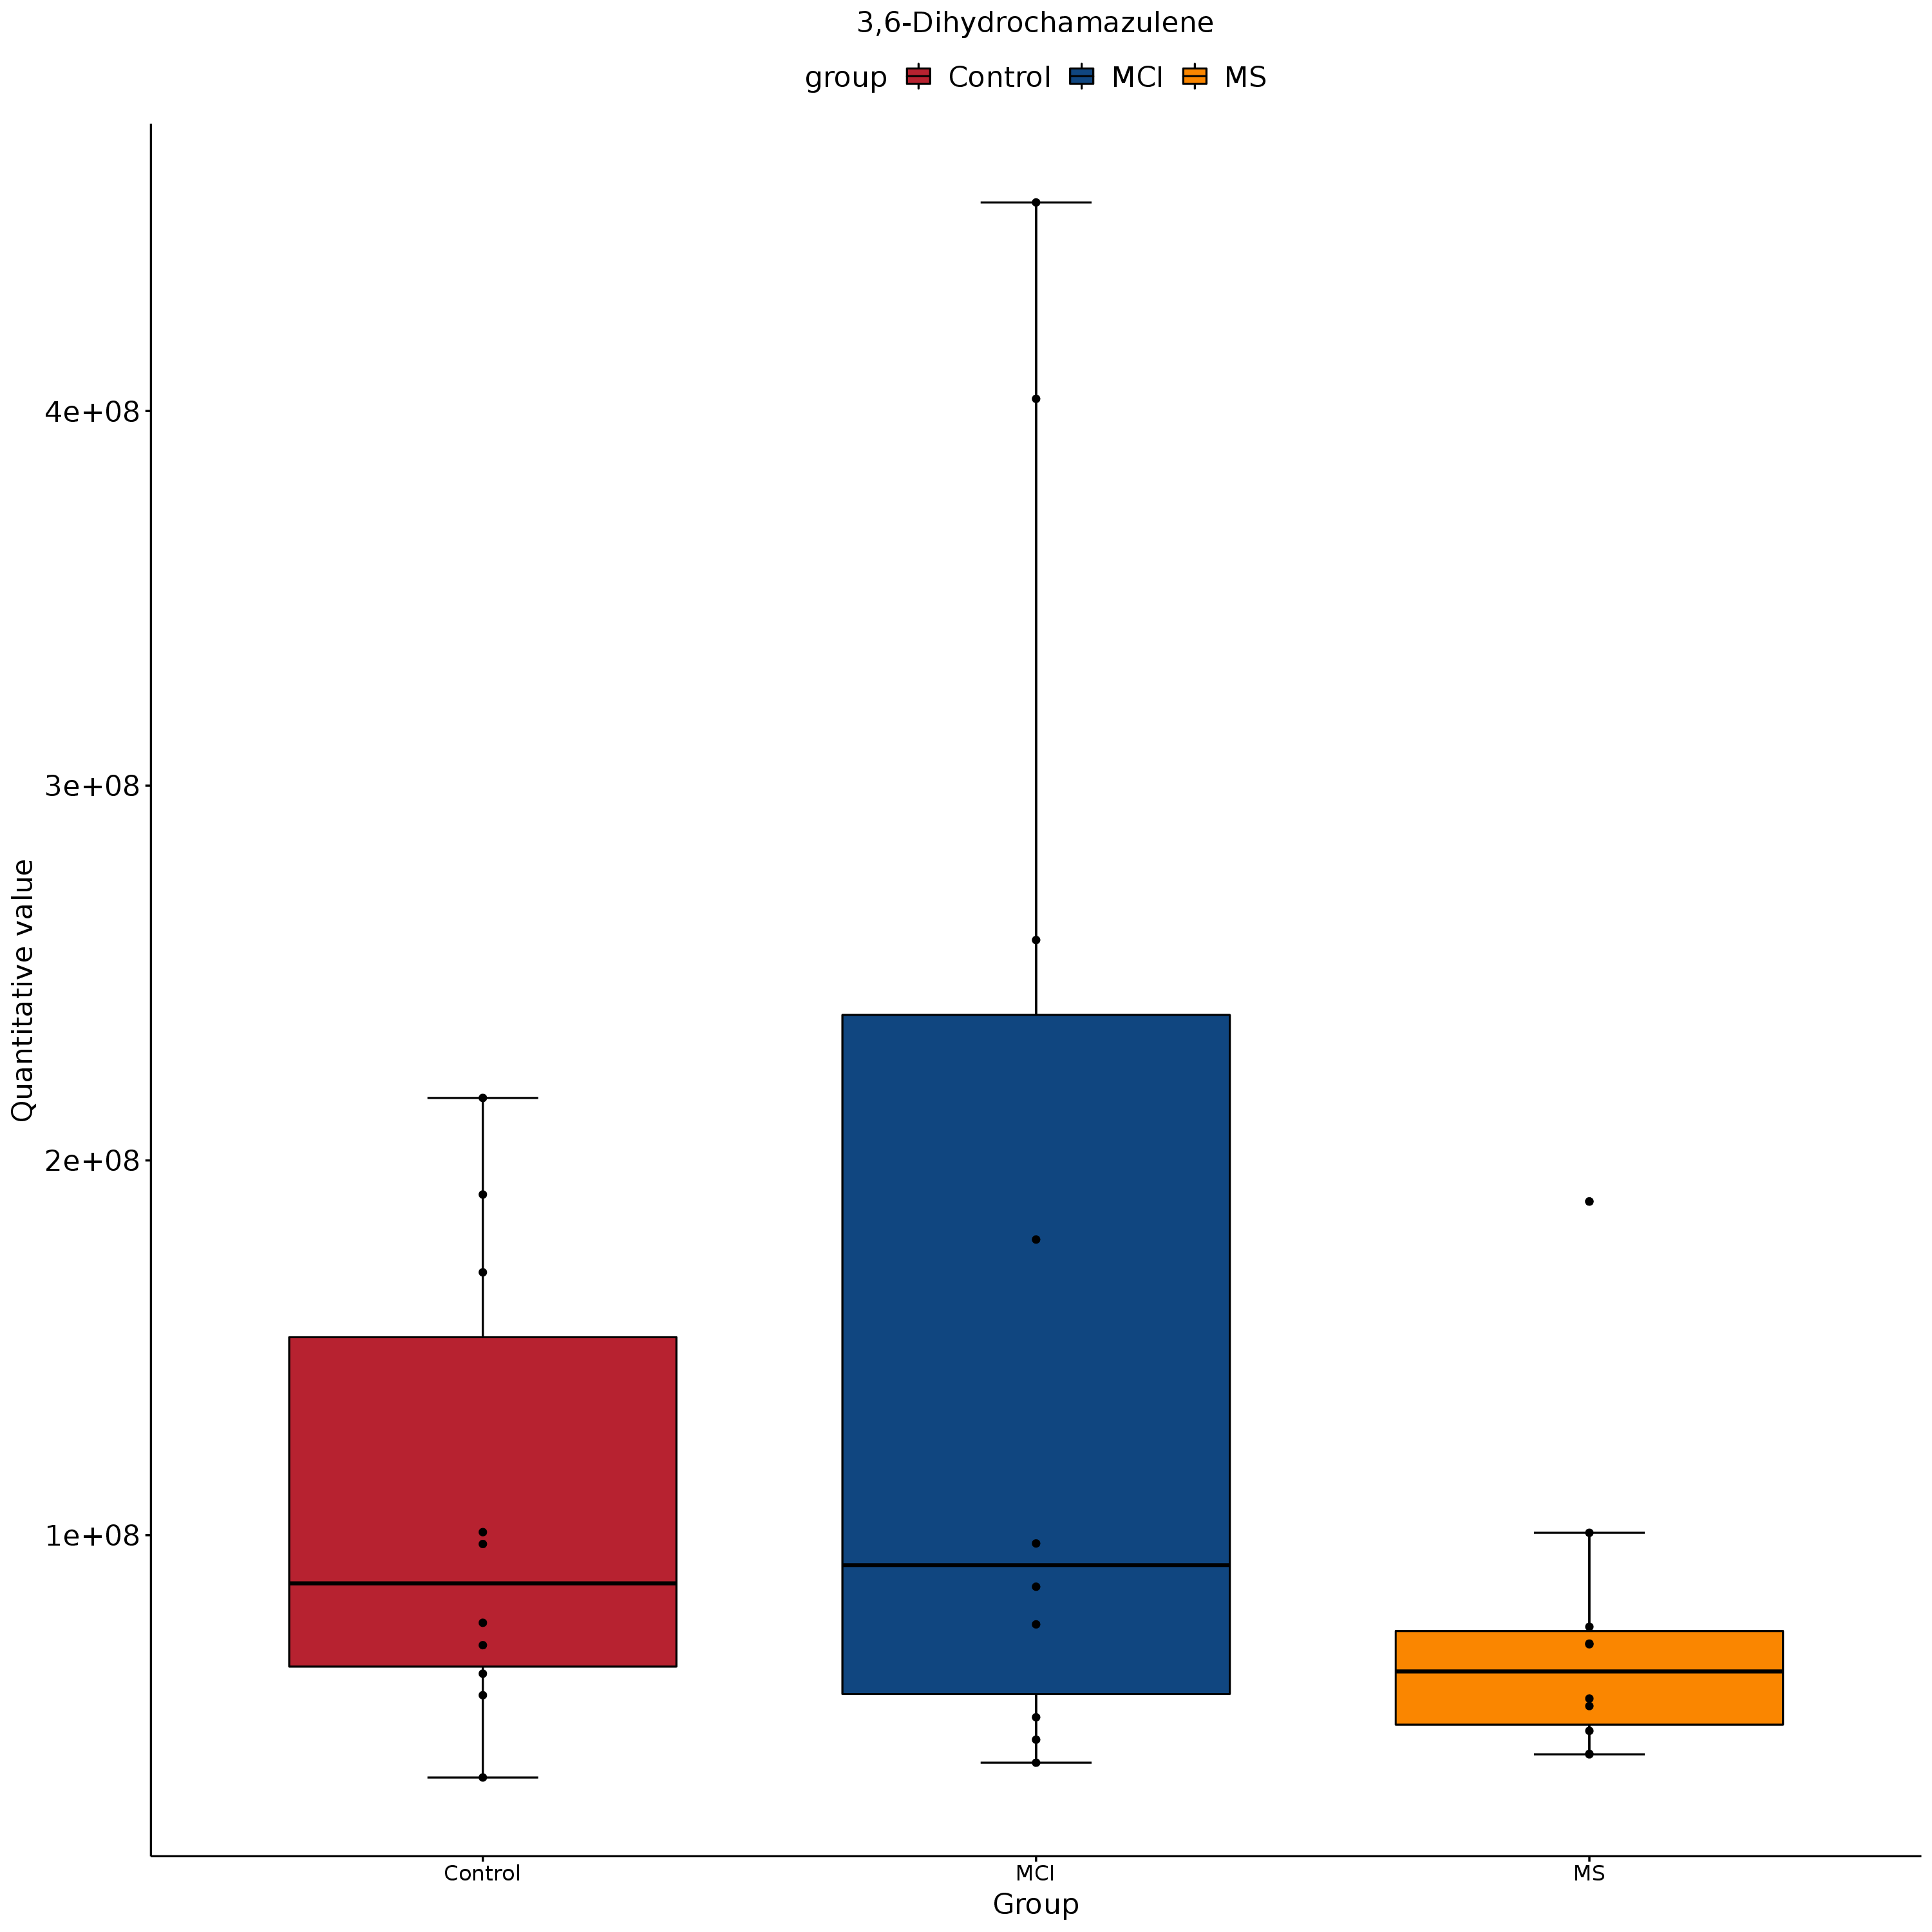 3,6-Dihydrochamazulene
group Control MCI MS
4e+08
3e+08
2e+08
1e+08
Quantitative value
Control MCI MS
Group